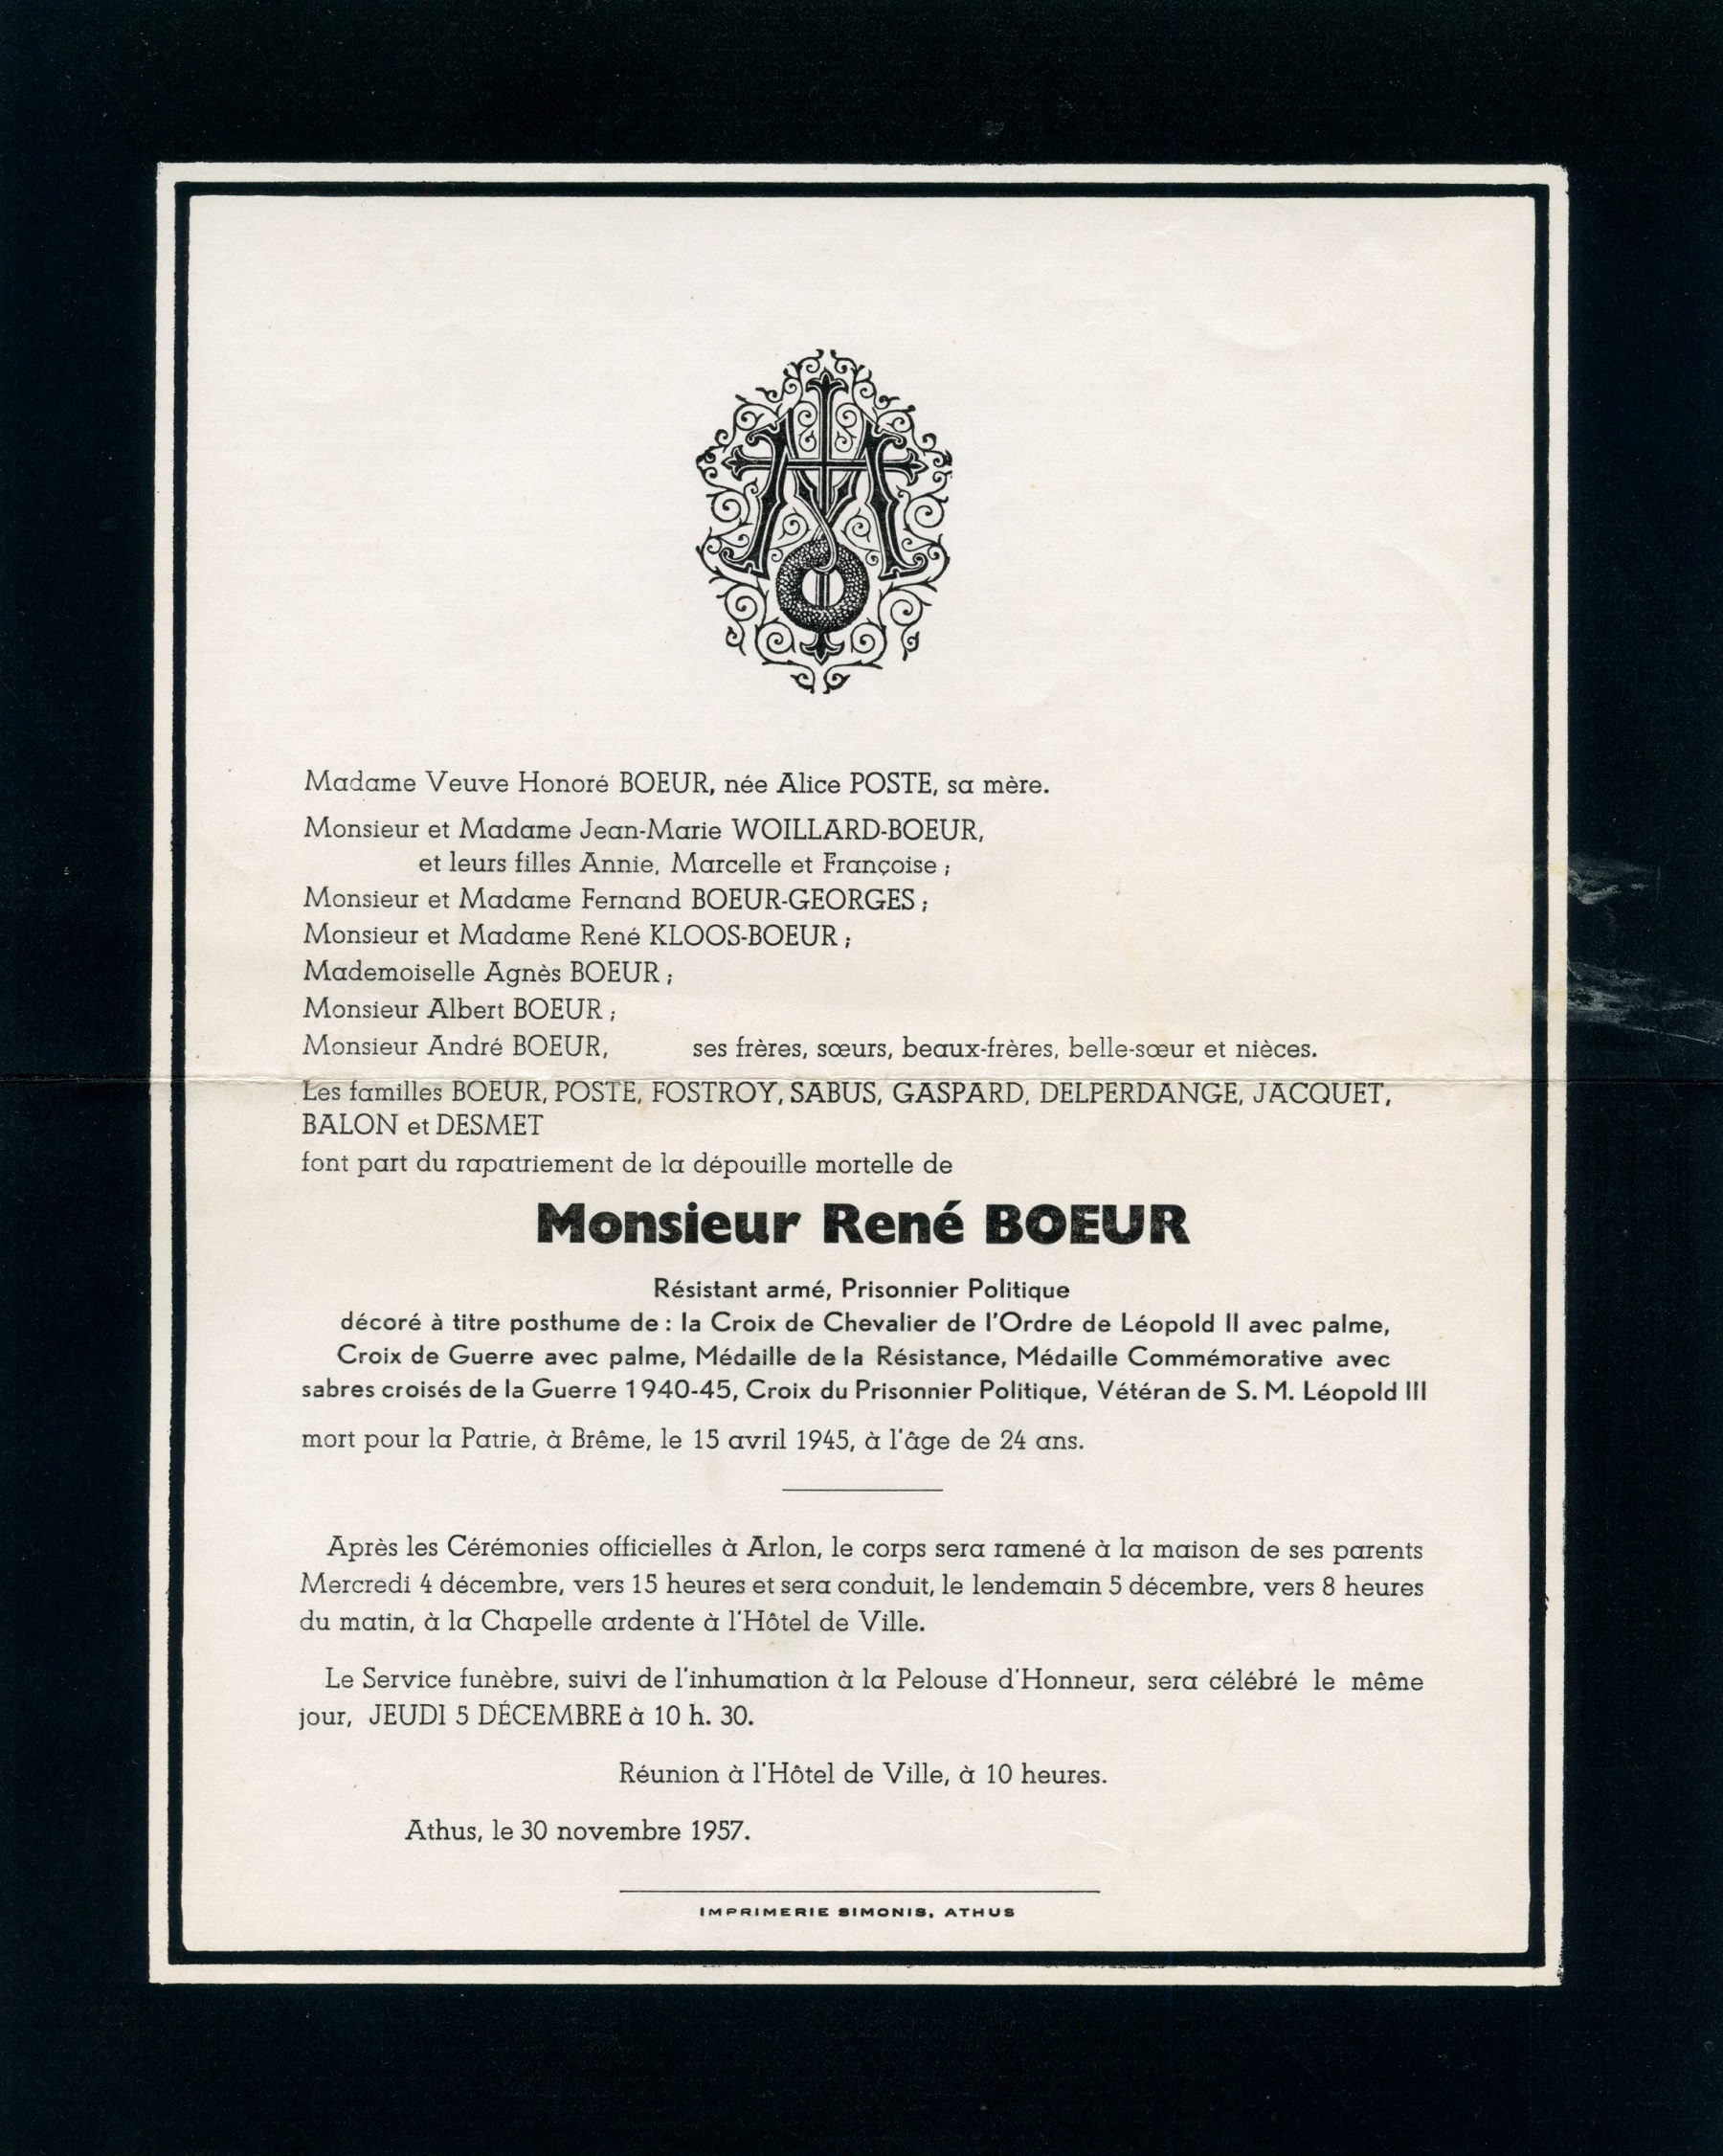 Madame Veuve Honoré BOEUR, née Alice POSTE, sa mère.
Monsieur et Madame Jean-Marie WOILLARD-BOEUR,
et leurs filles Annie, Marcelle et Françoise ;
Monsieur et Madame Fernand BOEUR-GEORGES ;
Monsieur et Madame René KLOOS-BOEUR ;
Mademoiselle Agnès BOEUR ;
Monsieur Albert BOEUR ;
Monsieur André BOEUR, ses frères, sœurs, beaux-frères, belle-sœur et nièces.
Les familles BOEUR, POSTE, FOSTROY, SABUS, GASPARD, DELPERDANGE, JACQUET,
BALON et DESMET
font part du rapatriement de la dépouille mortelle de
Monsieur René BOEUR
Résistant armé, Prisonnier Politique
décoré à titre posthume de : la Croix de Chevalier de l'Ordre de Léopold II avec palme,
Croix de Guerre avec palme, Médaille de la Résistance, Médaille Commémorative avec
sabres croisés de la Guerre 1940-45, Croix du Prisonnier Politique, Vétéran de S. M. Léopold III
mort pour la Patrie, à Brême, le 15 avril 1945, à l'âge de 24 ans.
Après les Cérémonies officielles à Arlon, le corps sera ramené à la maison de ses parents
Mercredi 4 décembre, vers 15 heures et sera conduit, le lendemain 5 décembre, vers 8 heures
du matin, à la Chapelle ardente à l'Hôtel de Ville.
Le Service funèbre, suivi de l'inhumation à la Pelouse d'Honneur, sera célébré le même
jour, JEUDI 5 DÉCEMBRE à 10 h. 30.
Réunion à l'Hôtel de Ville, à 10 heures.
Athus, le 30 novembre 1957.
IMPRIMERIE SIMONIS, ATHUS